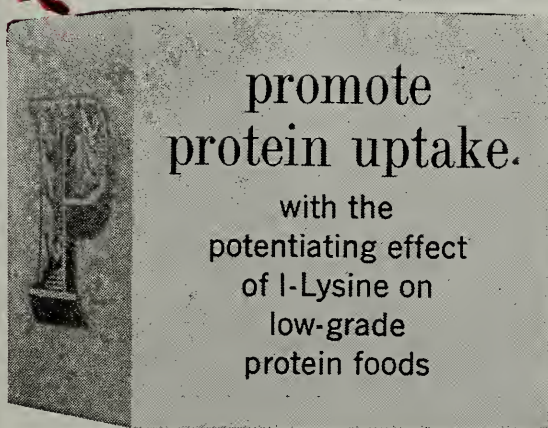 P
promote
protein uptake.
with the
potentiating effect
of l-Lysine on
low-grade
protein foods